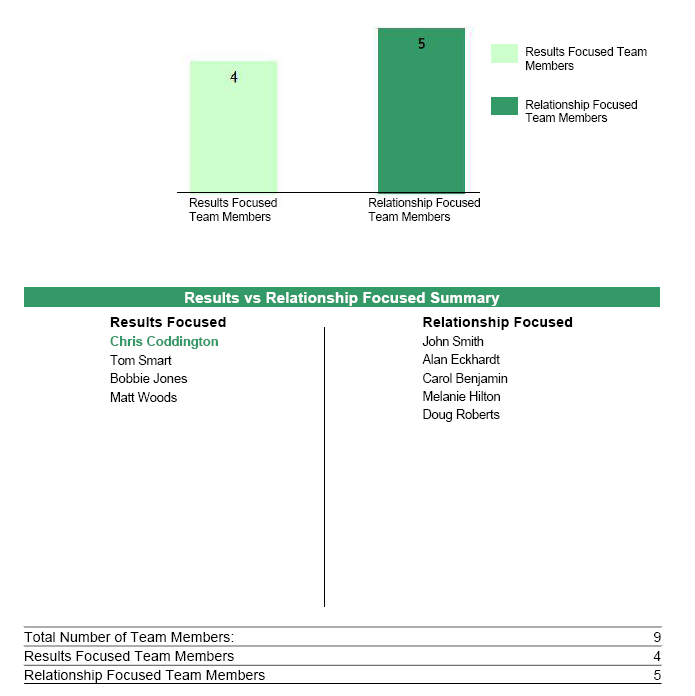 4
5
Results Focused Team
Members
Relationship Focused
Team Members
Results Focused
Team Members
Relationship Focused
Team Members
Results vs Relationship Focused Summary
Results Focused
Chris Coddington
Tom Smart
Bobbie Jones
Matt Woods
Relationship Focused
John Smith
Alan Eckhardt
Carol Benjamin
Melanie Hilton
Doug Roberts
Total Number of Team Members: 9
Results Focused Team Members 4
Relationship Focused Team Members 5